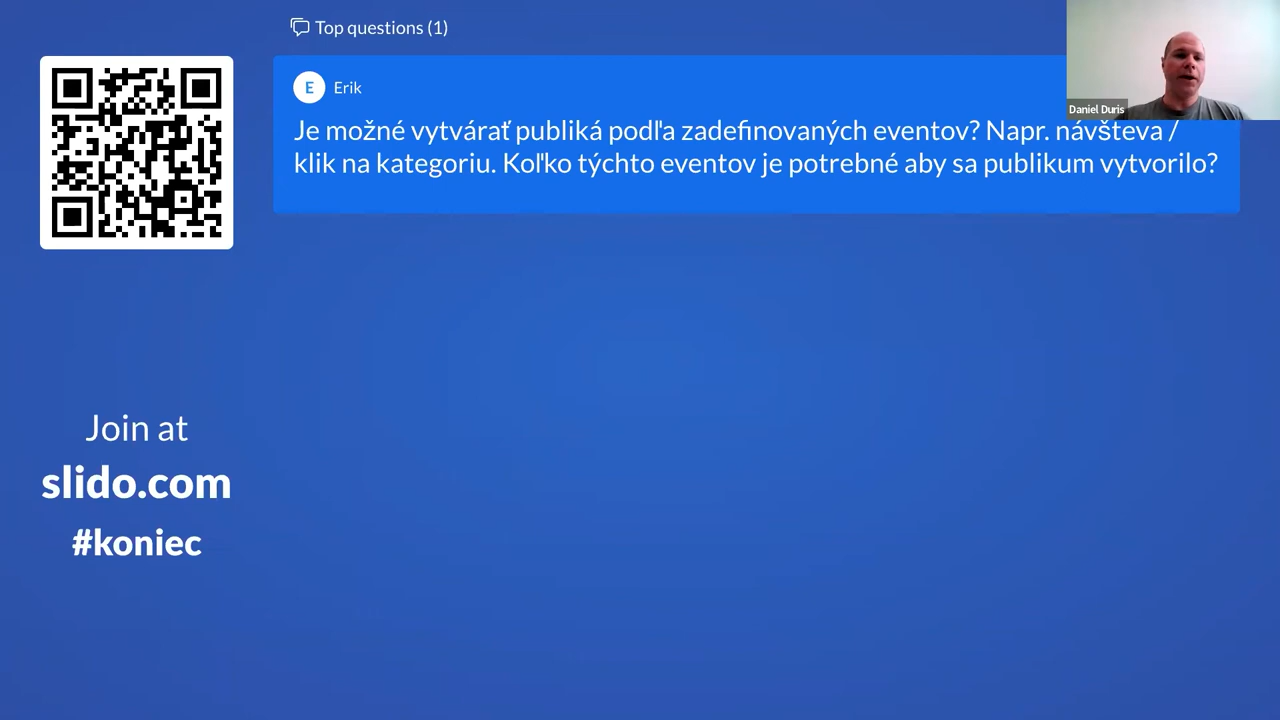 Top questions (1)
E
Erik
Je možné vytvárať publiká podľa zadefinovaných eventov? Napr. návšteva /
klik na kategoriu. Koľko týchto eventov je potrebné aby sa publikum vytvorilo?
Daniel Duris
Join at
slido.com
#koniec